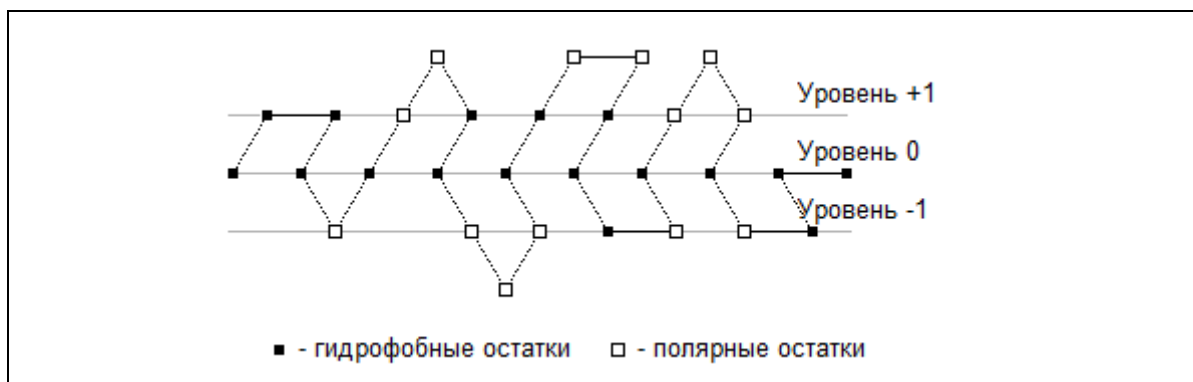 Уровень +1
Уровень 0
Уровень -1
- гидрофобные остатки
- полярные остатки